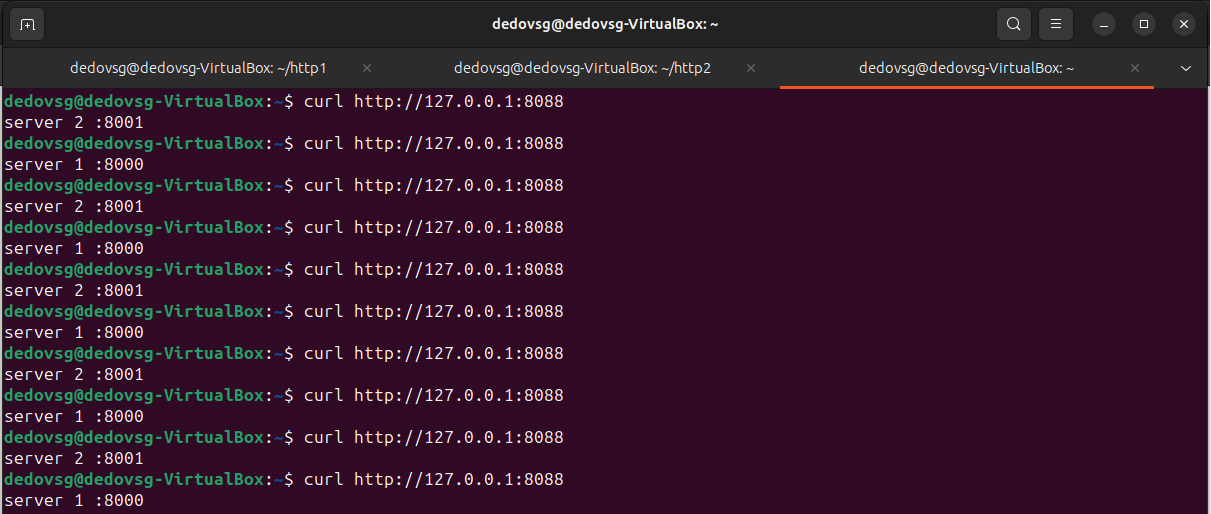 dedovsg@dedovsg-VirtualBox: ~
dedovsg@dedovsg-VirtualBox: ~/http1
dedovsg@dedovsg-VirtualBox: ~/http2
dedovsg@dedovsg-VirtualBox: ~
dedovsg@dedovsg-VirtualBox:~$ curl http://127.0.0.1:8088
server 2 :8001
dedovsg@dedovsg-VirtualBox:~$ curl http://127.0.0.1:8088
server 1 :8000
dedovsg@dedovsg-VirtualBox:~$ curl http://127.0.0.1:8088
server 2 :8001
dedovsg@dedovsg-VirtualBox:~$ curl http://127.0.0.1:8088
server 1 :8000
dedovsg@dedovsg-VirtualBox:~$ curl http://127.0.0.1:8088
server 2 :8001
dedovsg@dedovsg-VirtualBox:~$ curl http://127.0.0.1:8088
server 1 :8000
dedovsg@dedovsg-VirtualBox:~$ curl http://127.0.0.1:8088
server 2 :8001
dedovsg@dedovsg-VirtualBox:~$ curl http://127.0.0.1:8088
server 1 :8000
dedovsg@dedovsg-VirtualBox:~$ curl http://127.0.0.1:8088
server 2 :8001
dedovsg@dedovsg-VirtualBox:~$ curl http://127.0.0.1:8088
server 1 :8000